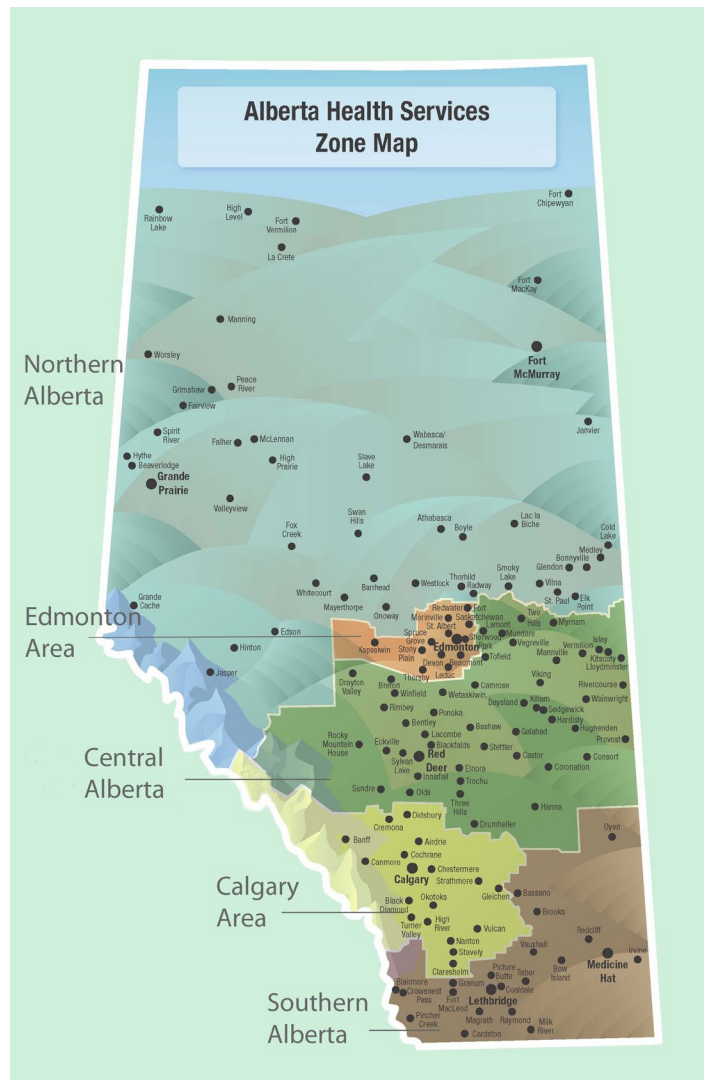 Alberta Health Services
Zone Map
Fort
Chipewyan
Rainbow
Lake
High
Level
Fort
Vermilion
La Crete
Fort
MacKay
Manning
Fort
McMurray
Northern
Alberta
Worsley
Peace
River
Grimshaw
Fairview
Janvier
Spirit
River
Falher
McLennan
Wabasca/
Desmarais
Hythe
Beaverlodge
High
Prairie
Slave
Lake
Grande
Prairie
Valleyview
Swan
Hills
Athabasca
Boyle
Lac la
Biche
Fox
Creek
Cold
Lake
Medley
Bonnyville
Glendon
Whitecourt
Barrhead
Westlock
Thorhild
Radway
Smoky
Lake
Vilna
St. Paul
Elk
Point
Mayerthorpe
Onoway
Grande
Cache
Edmonton
Area
Redwater
Fort
Saskatchewan
Morinville
St. Albert
Lamont
Two
Hills
Myrnam
Edson
Hinton
Jasper
Kapasiwin
Spruce
Grove
Stony
Plain
Edmonton
Sherwood
Park
Mundare
Vegreville
Mannville
Vermilion
Islay
Kitscoty
Lloydminster
Devon
Beaumont
Tofield
Thorsby
Leduc
Drayton
Valley
Breton
Winfield
Wetaskiwin
Camrose
Viking
Rivercourse
Wainwright
Killam
Daysland
Sedgewick
Hardisty
Hughenden
Provost
Rimbey
Ponoka
Bentley
Bashaw
Galahad
Lacombe
Blackfalds
Rocky
Mountain
House
Eckville
Sylvan
Lake
Red
Deer
Stettler
Castor
Consort
Coronation
Central
Alberta
Elnora
Innisfail
Trochu
Sundre
Olds
Three
Hills
Hanna
Didsbury
Cremona
Drumheller
Oyen
Banff
Airdrie
Cochrane
Canmore
Chestermere
Calgary
Strathmore
Calgary
Area
Gleichen
Bassano
Black
Diamond
Okotoks
Turner
Valley
High
River
Vulcan
Brooks
Redcliff
Nanton
Stavely
Vauxhall
Medicine
Hat
Irvine
Claresholm
Picture
Butte
Taber
Bow
Island
Blairmore
Crowsnest
Pass
Granum
Fort
MacLeod
Coaldale
Lethbridge
Southern
Alberta
Pincher
Creek
Magrath
Raymond
Milk
River
Cardston